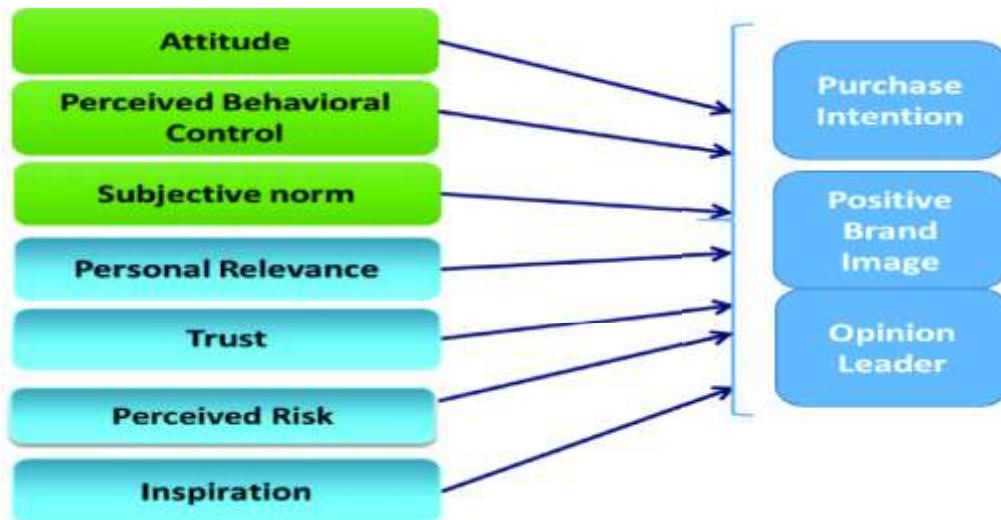 Attitude
Perceived Behavioral
Control
Subjective norm
Personal Relevance
Trust
Perceived Risk
Inspiration
Purchase
Intention
Positive
Brand
Image
Opinion
Leader